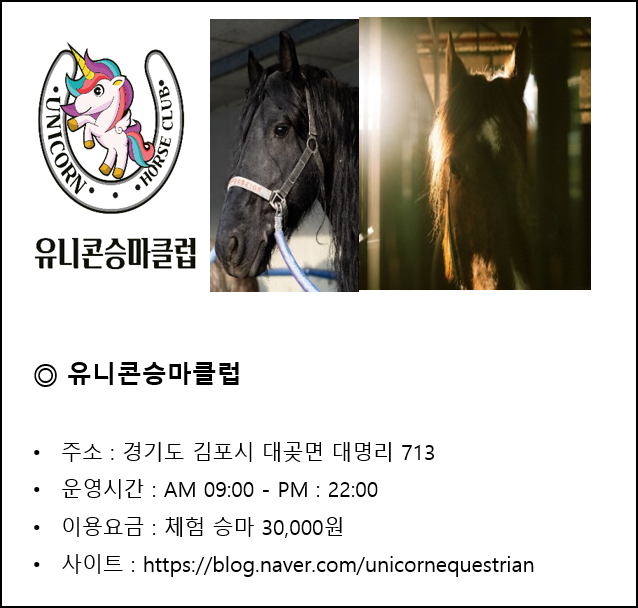 UNICORN
HORSE CLUB
유니콘승마클럽
◎ 유니콘승마클럽
• 주소 : 경기도 김포시 대곶면 대명리 713
• 운영시간 : AM 09:00 - PM : 22:00
• 이용요금 : 체험 승마 30,000원
• 사이트 : https://blog.naver.com/unicornequestrian